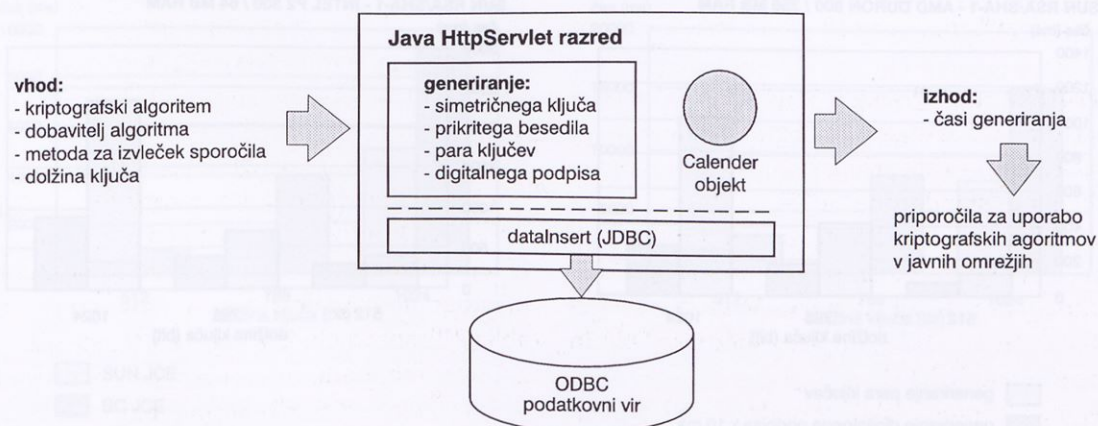 Java HttpServlet razred
vhod:
- kriptografski algoritem
- dobavitelj algoritma
- metoda za izvleček sporočila
- dolžina ključa
generiranje:
- simetričnega ključa
- prikritega besedila
- para ključev
- digitalnega podpisa
Calender
objekt
dataInsert (JDBC)
ODBC
podatkovni vir
izhod:
- časi generiranja
priporočila za uporabo
kriptografskih agoritmov
v javnih omrežjih